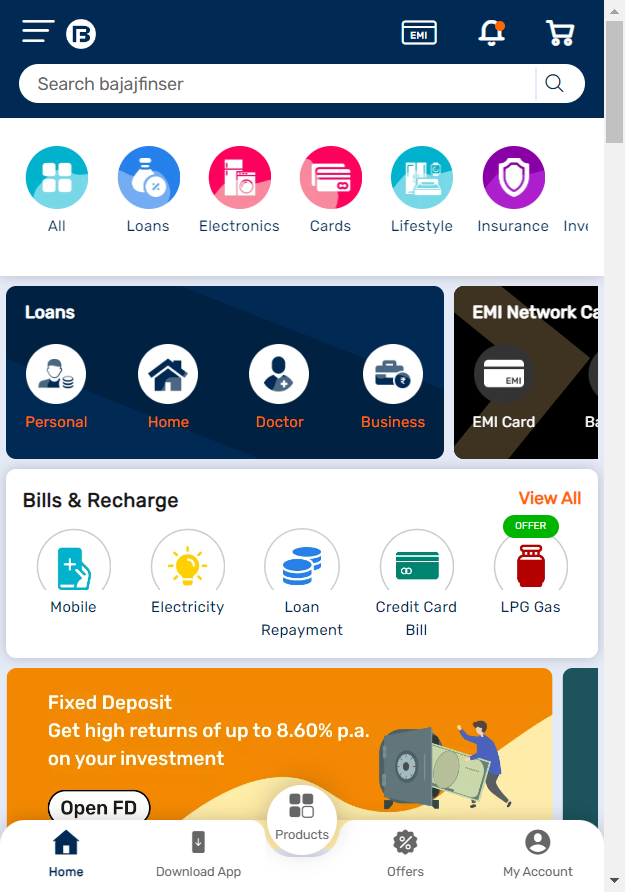 EMI
Search bajajfinser
All
Loans
Electronics
Cards
Lifestyle
Insurance
Inve
Loans
Personal
Home
Doctor
Business
EMI Network Ca
EMI
EMI Card
Ba
Bills & Recharge
View All
OFFER
Mobile
Electricity
Loan
Repayment
Credit Card
Bill
LPG Gas
Fixed Deposit
Get high returns of up to 8.60% p.a.
on your investment
Open FD
Home
Download App
Products
Offers
My Account